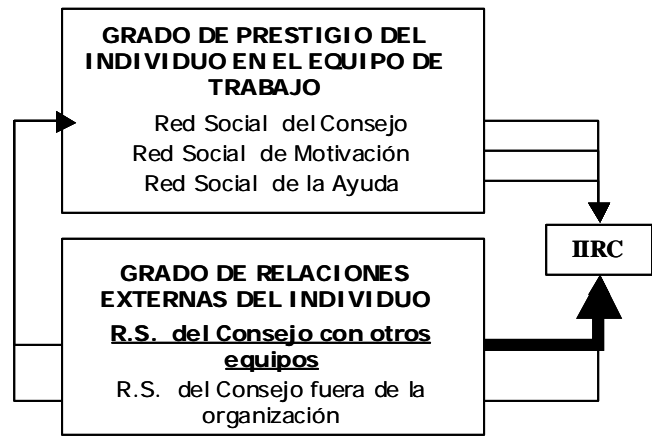 GRADO DE PRESTIGIO DEL
INDIVIDUO EN EL EQUIPO DE
TRABAJO
Red Social del Consejo
Red Social de Motivación
Red Social de la Ayuda
IIRC
GRADO DE RELACIONES
EXTERNAS DEL INDIVIDUO
R.S. del Consejo con otros
equipos
R.S. del Consejo fuera de la
organización